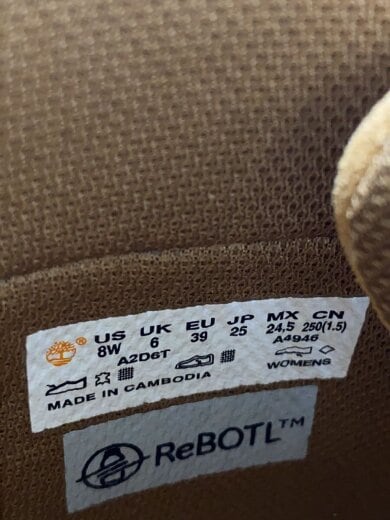 US UK EU JP MX CN
8W 6 39 25 24,5 250(1.5)
A2D6T A4946
WOMENS
MADE IN CAMBODIA
ReBOTL™